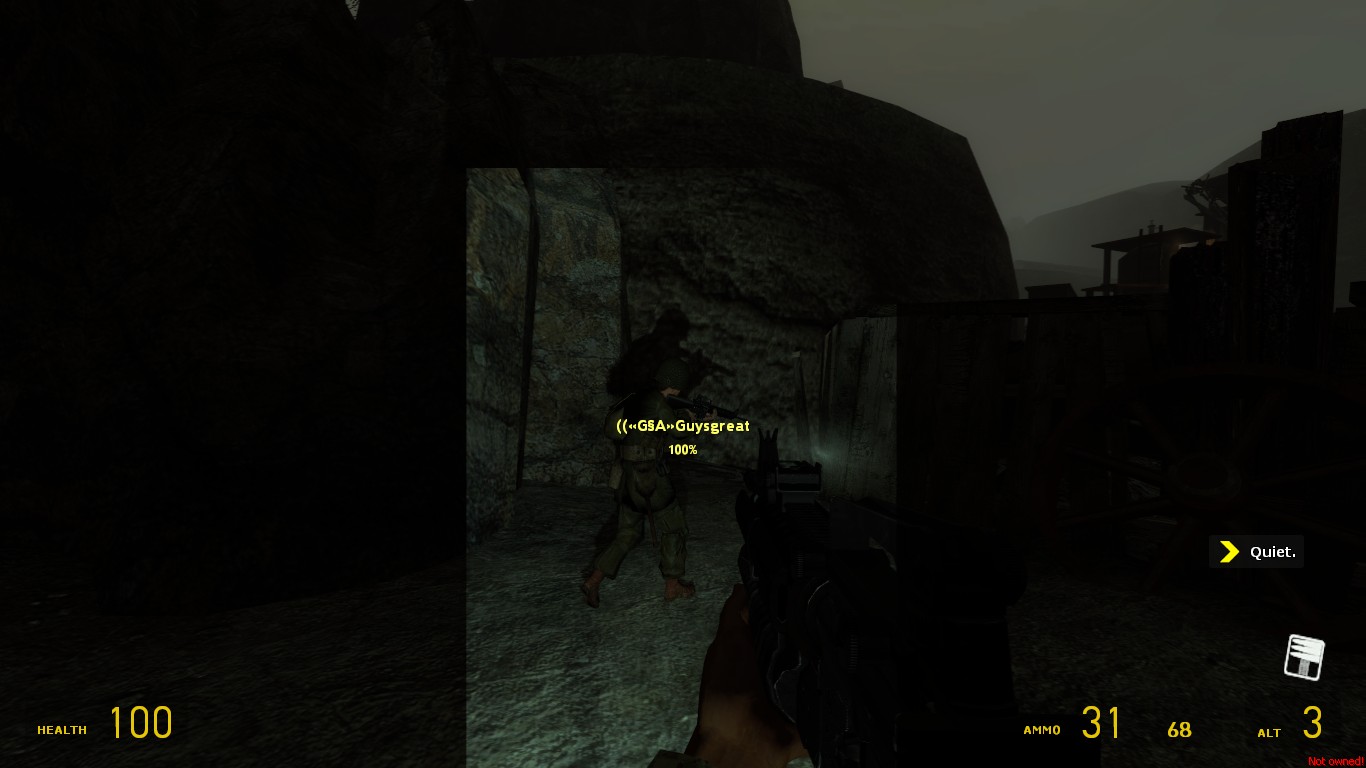 ((«G§A»Guysgreat
100%
Quiet.
HEALTH 100
AMMO 31 68 ALT 3
Not owned!